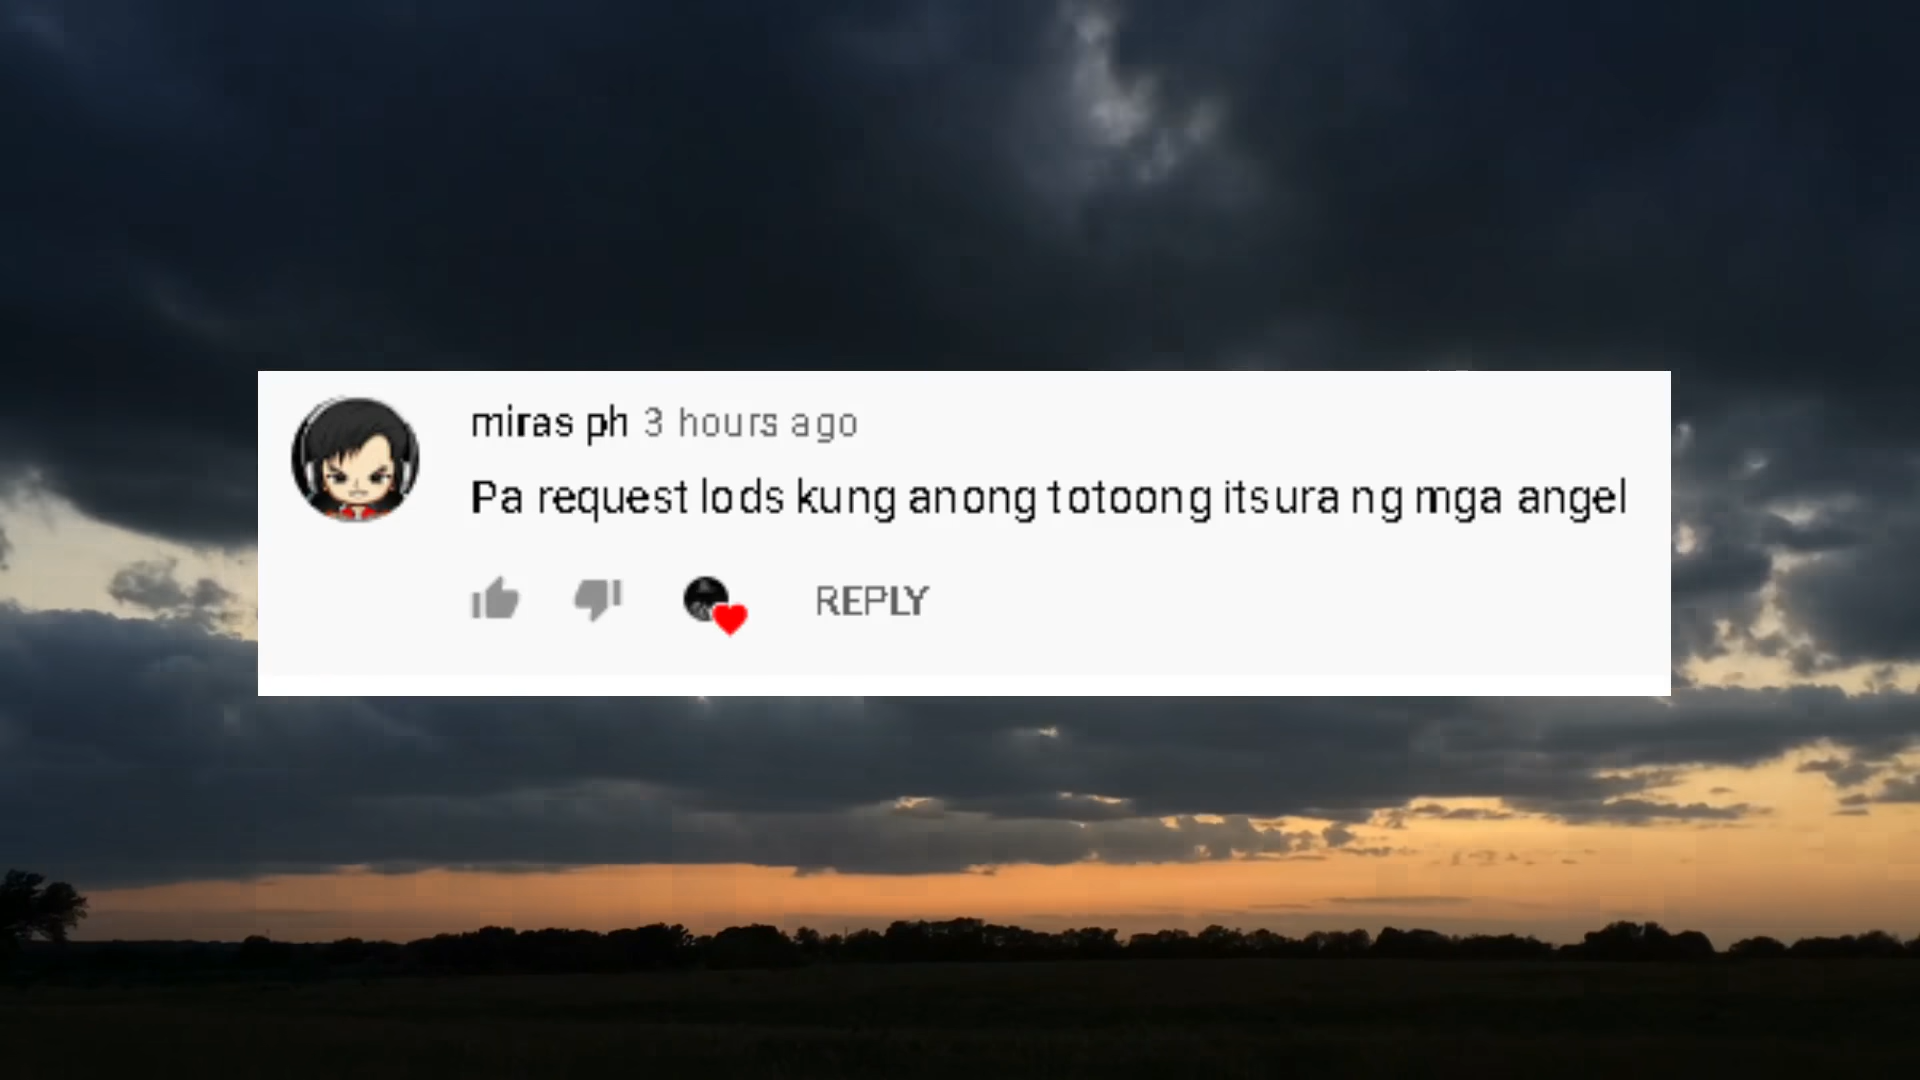 miras ph 3 hours ago
Pa request lods kung anong totoong itsura ng mga angel
REPLY